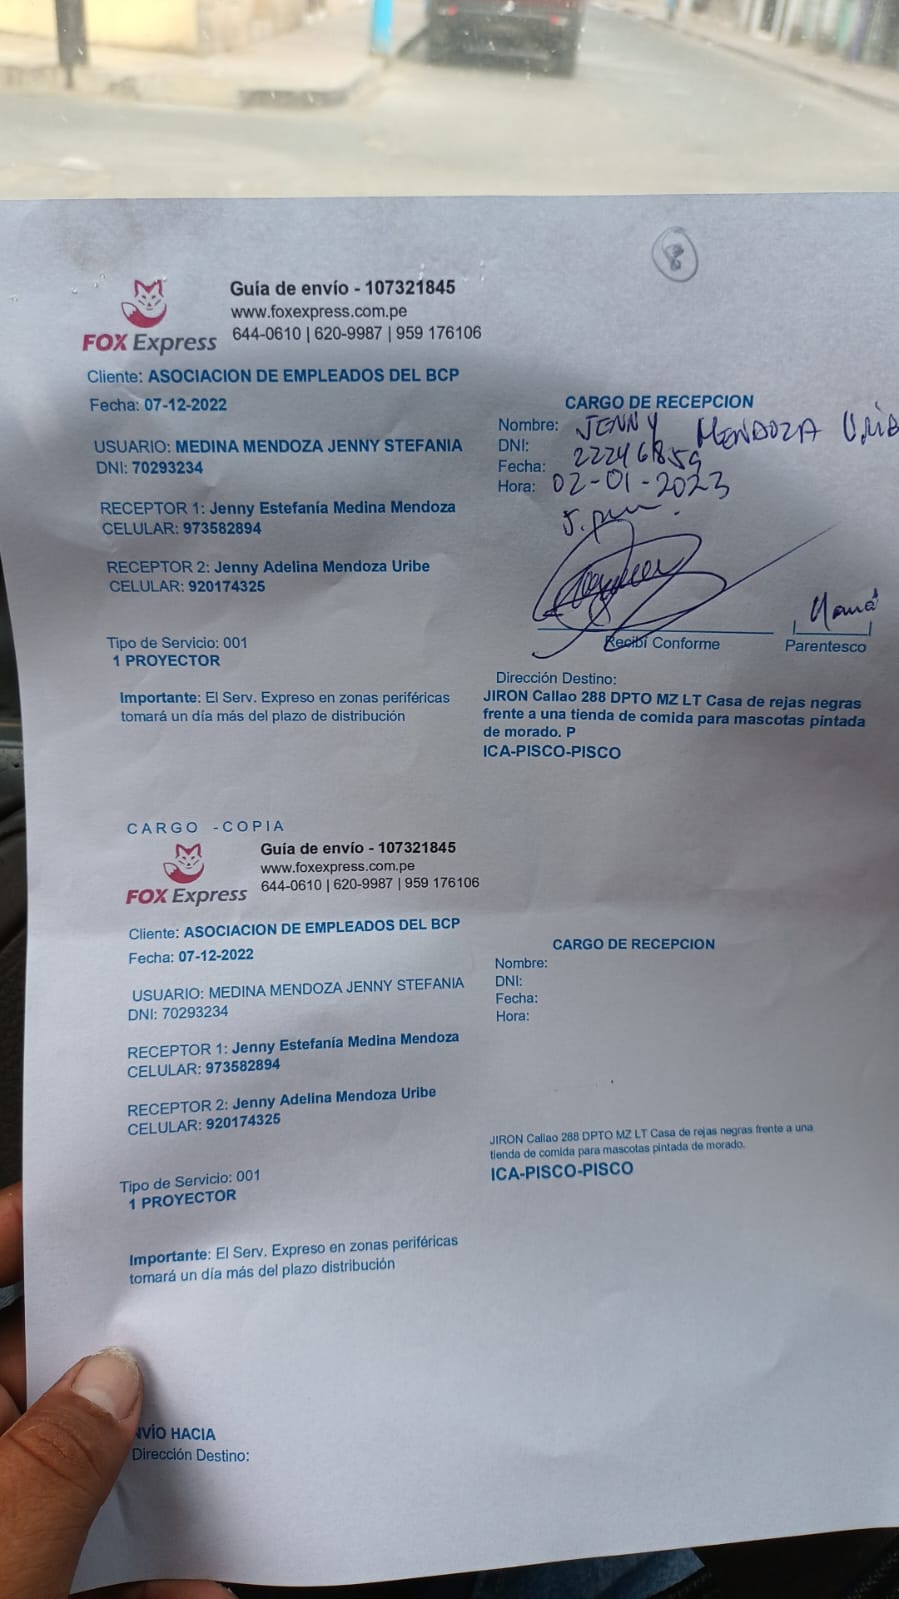 8
Guía de envío - 107321845
www.foxexpress.com.pe
FOX Express
644-0610 | 620-9987 | 959 176106
Cliente: ASOCIACION DE EMPLEADOS DEL BCP
Fecha: 07-12-2022
USUARIO: MEDINA MENDOZA JENNY STEFANIA
DNI: 70293234
RECEPTOR 1: Jenny Estefanía Medina Mendoza
CELULAR: 973582894
RECEPTOR 2: Jenny Adelina Mendoza Uribe
CELULAR: 920174325
Tipo de Servicio: 001
1 PROYECTOR
Importante: El Serv. Expreso en zonas periféricas
tomará un día más del plazo de distribución
CARGO DE RECEPCION
Nombre: JENNY MENDOZA URIB
DNI: 22246859
Fecha: 02-01-2023
Hora: 5. pm.
Recibí Conforme
Mamá
Parentesco
Dirección Destino:
JIRON Callao 288 DPTO MZ LT Casa de rejas negras
frente a una tienda de comida para mascotas pintada
de morado. P
ICA-PISCO-PISCO
CARGO -COPIA
Guía de envío - 107321845
www.foxexpress.com.pe
FOX Express
644-0610 | 620-9987 | 959 176106
Cliente: ASOCIACION DE EMPLEADOS DEL BCP
Fecha: 07-12-2022
USUARIO: MEDINA MENDOZA JENNY STEFANIA
DNI: 70293234
RECEPTOR 1: Jenny Estefanía Medina Mendoza
CELULAR: 973582894
RECEPTOR 2: Jenny Adelina Mendoza Uribe
CELULAR: 920174325
Tipo de Servicio: 001
1 PROYECTOR
Importante: El Serv. Expreso en zonas periféricas
tomará un día más del plazo distribución
CARGO DE RECEPCION
Nombre:
DNI:
Fecha:
Hora:
JIRON Callao 288 DPTO MZ LT Casa de rejas negras frente a una
tienda de comida para mascotas pintada de morado.
ICA-PISCO-PISCO
NVÍO HACIA
Dirección Destino: